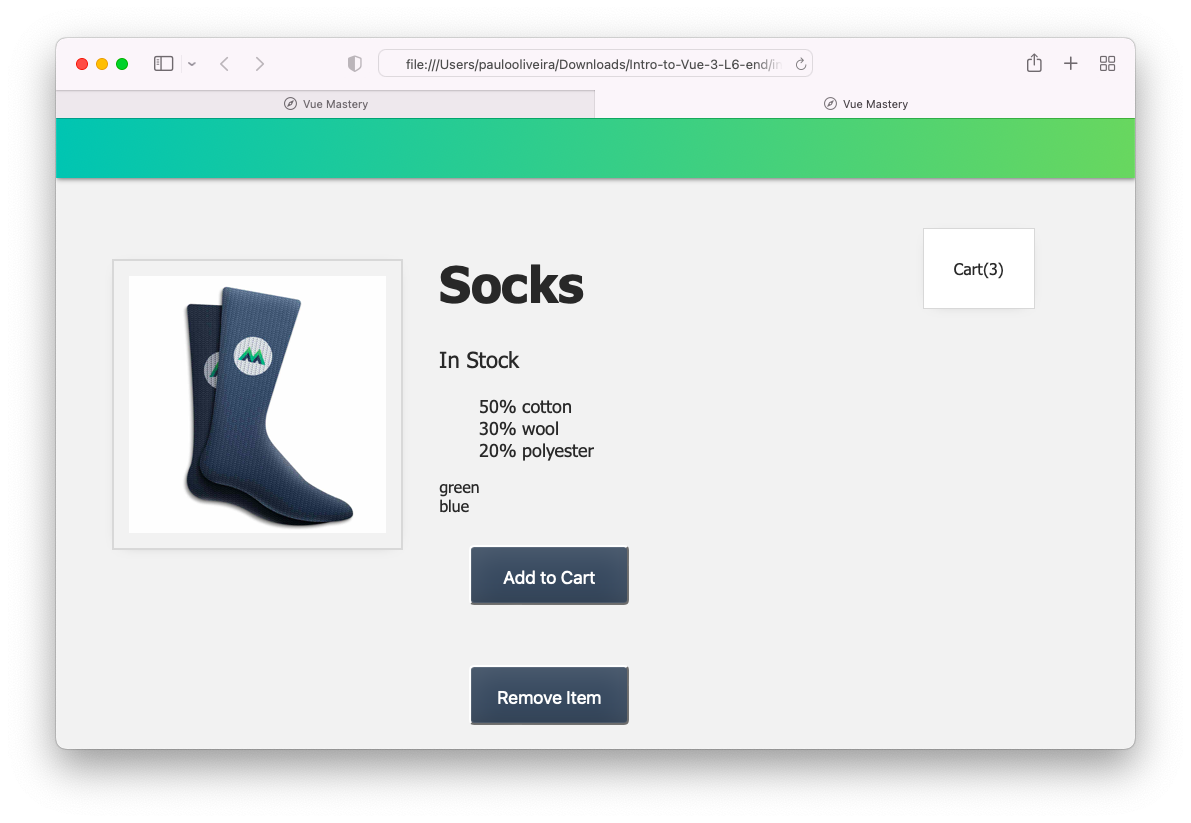 file:///Users/paulooliveira/Downloads/Intro-to-Vue-3-L6-end/in
Vue Mastery
Vue Mastery
Cart(3)
Socks
In Stock
50% cotton
30% wool
20% polyester
green
blue
Add to Cart
Remove Item